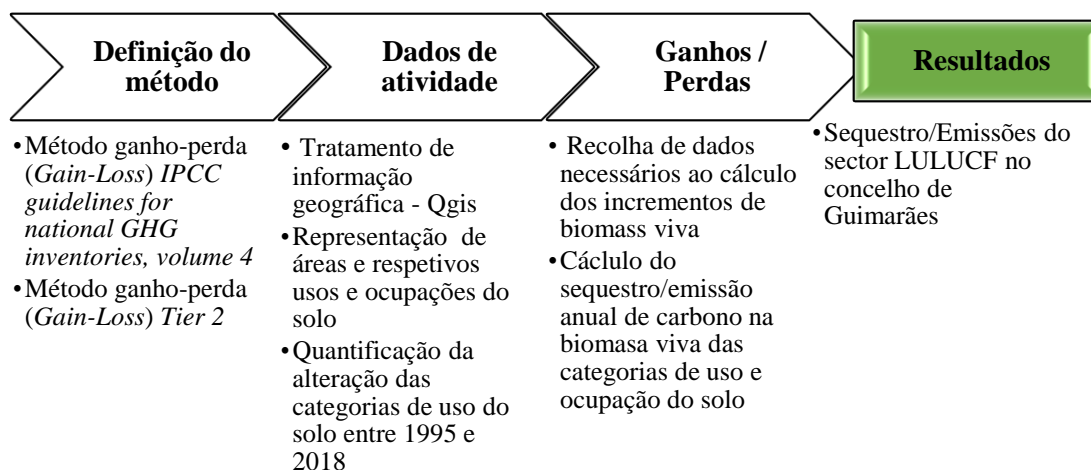 Definição do
método
•Método ganho-perda
(Gain-Loss) IPCC
guidelines for
national GHG
inventories, volume 4
•Método ganho-perda
(Gain-Loss) Tier 2
Dados de
atividade
• Tratamento de
informação
geográfica - Qgis
•Representação de
áreas e respetivos
usos e ocupações do
solo
•Quantificação da
alteração das
categorias de uso do
solo entre 1995 e
2018
Ganhos /
Perdas
• Recolha de dados
necessários ao cálculo
dos incrementos de
biomass viva
•Cáclulo do
sequestro/emissão
anual de carbono na
biomasa viva das
categorias de uso e
ocupação do solo
Resultados
•Sequestro/Emissões do
sector LULUCF no
concelho de
Guimarães